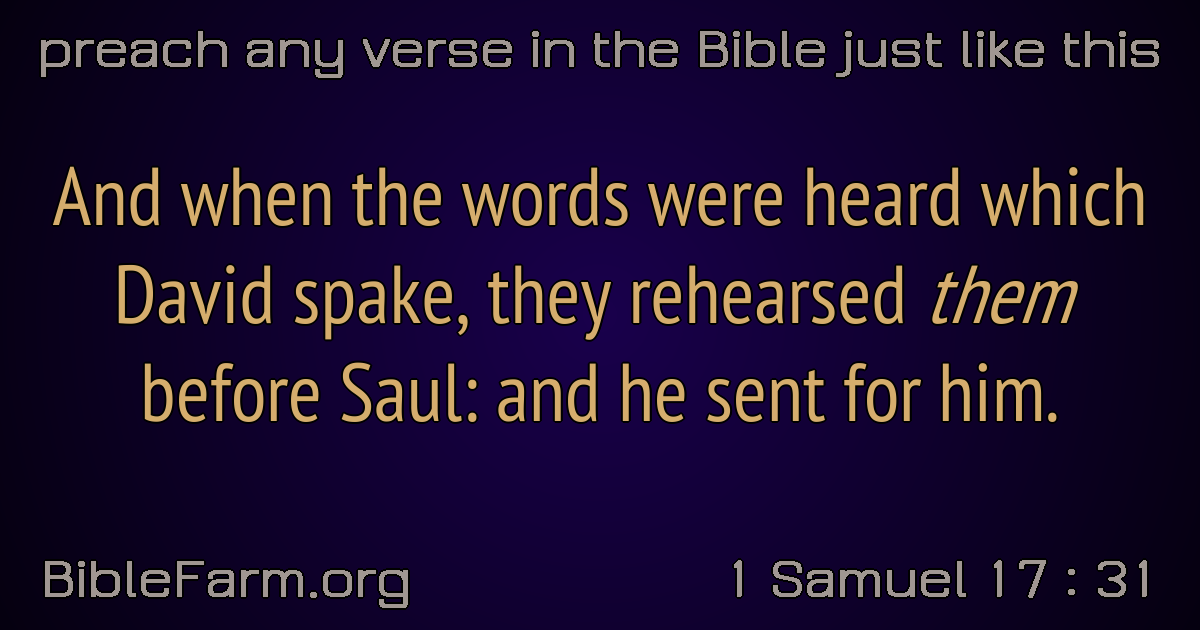 preach any verse in the Bible just like this
And when the words were heard which
David spake, they rehearsed them
before Saul: and he sent for him.
BibleFarm.org
1 Samuel 17 : 31